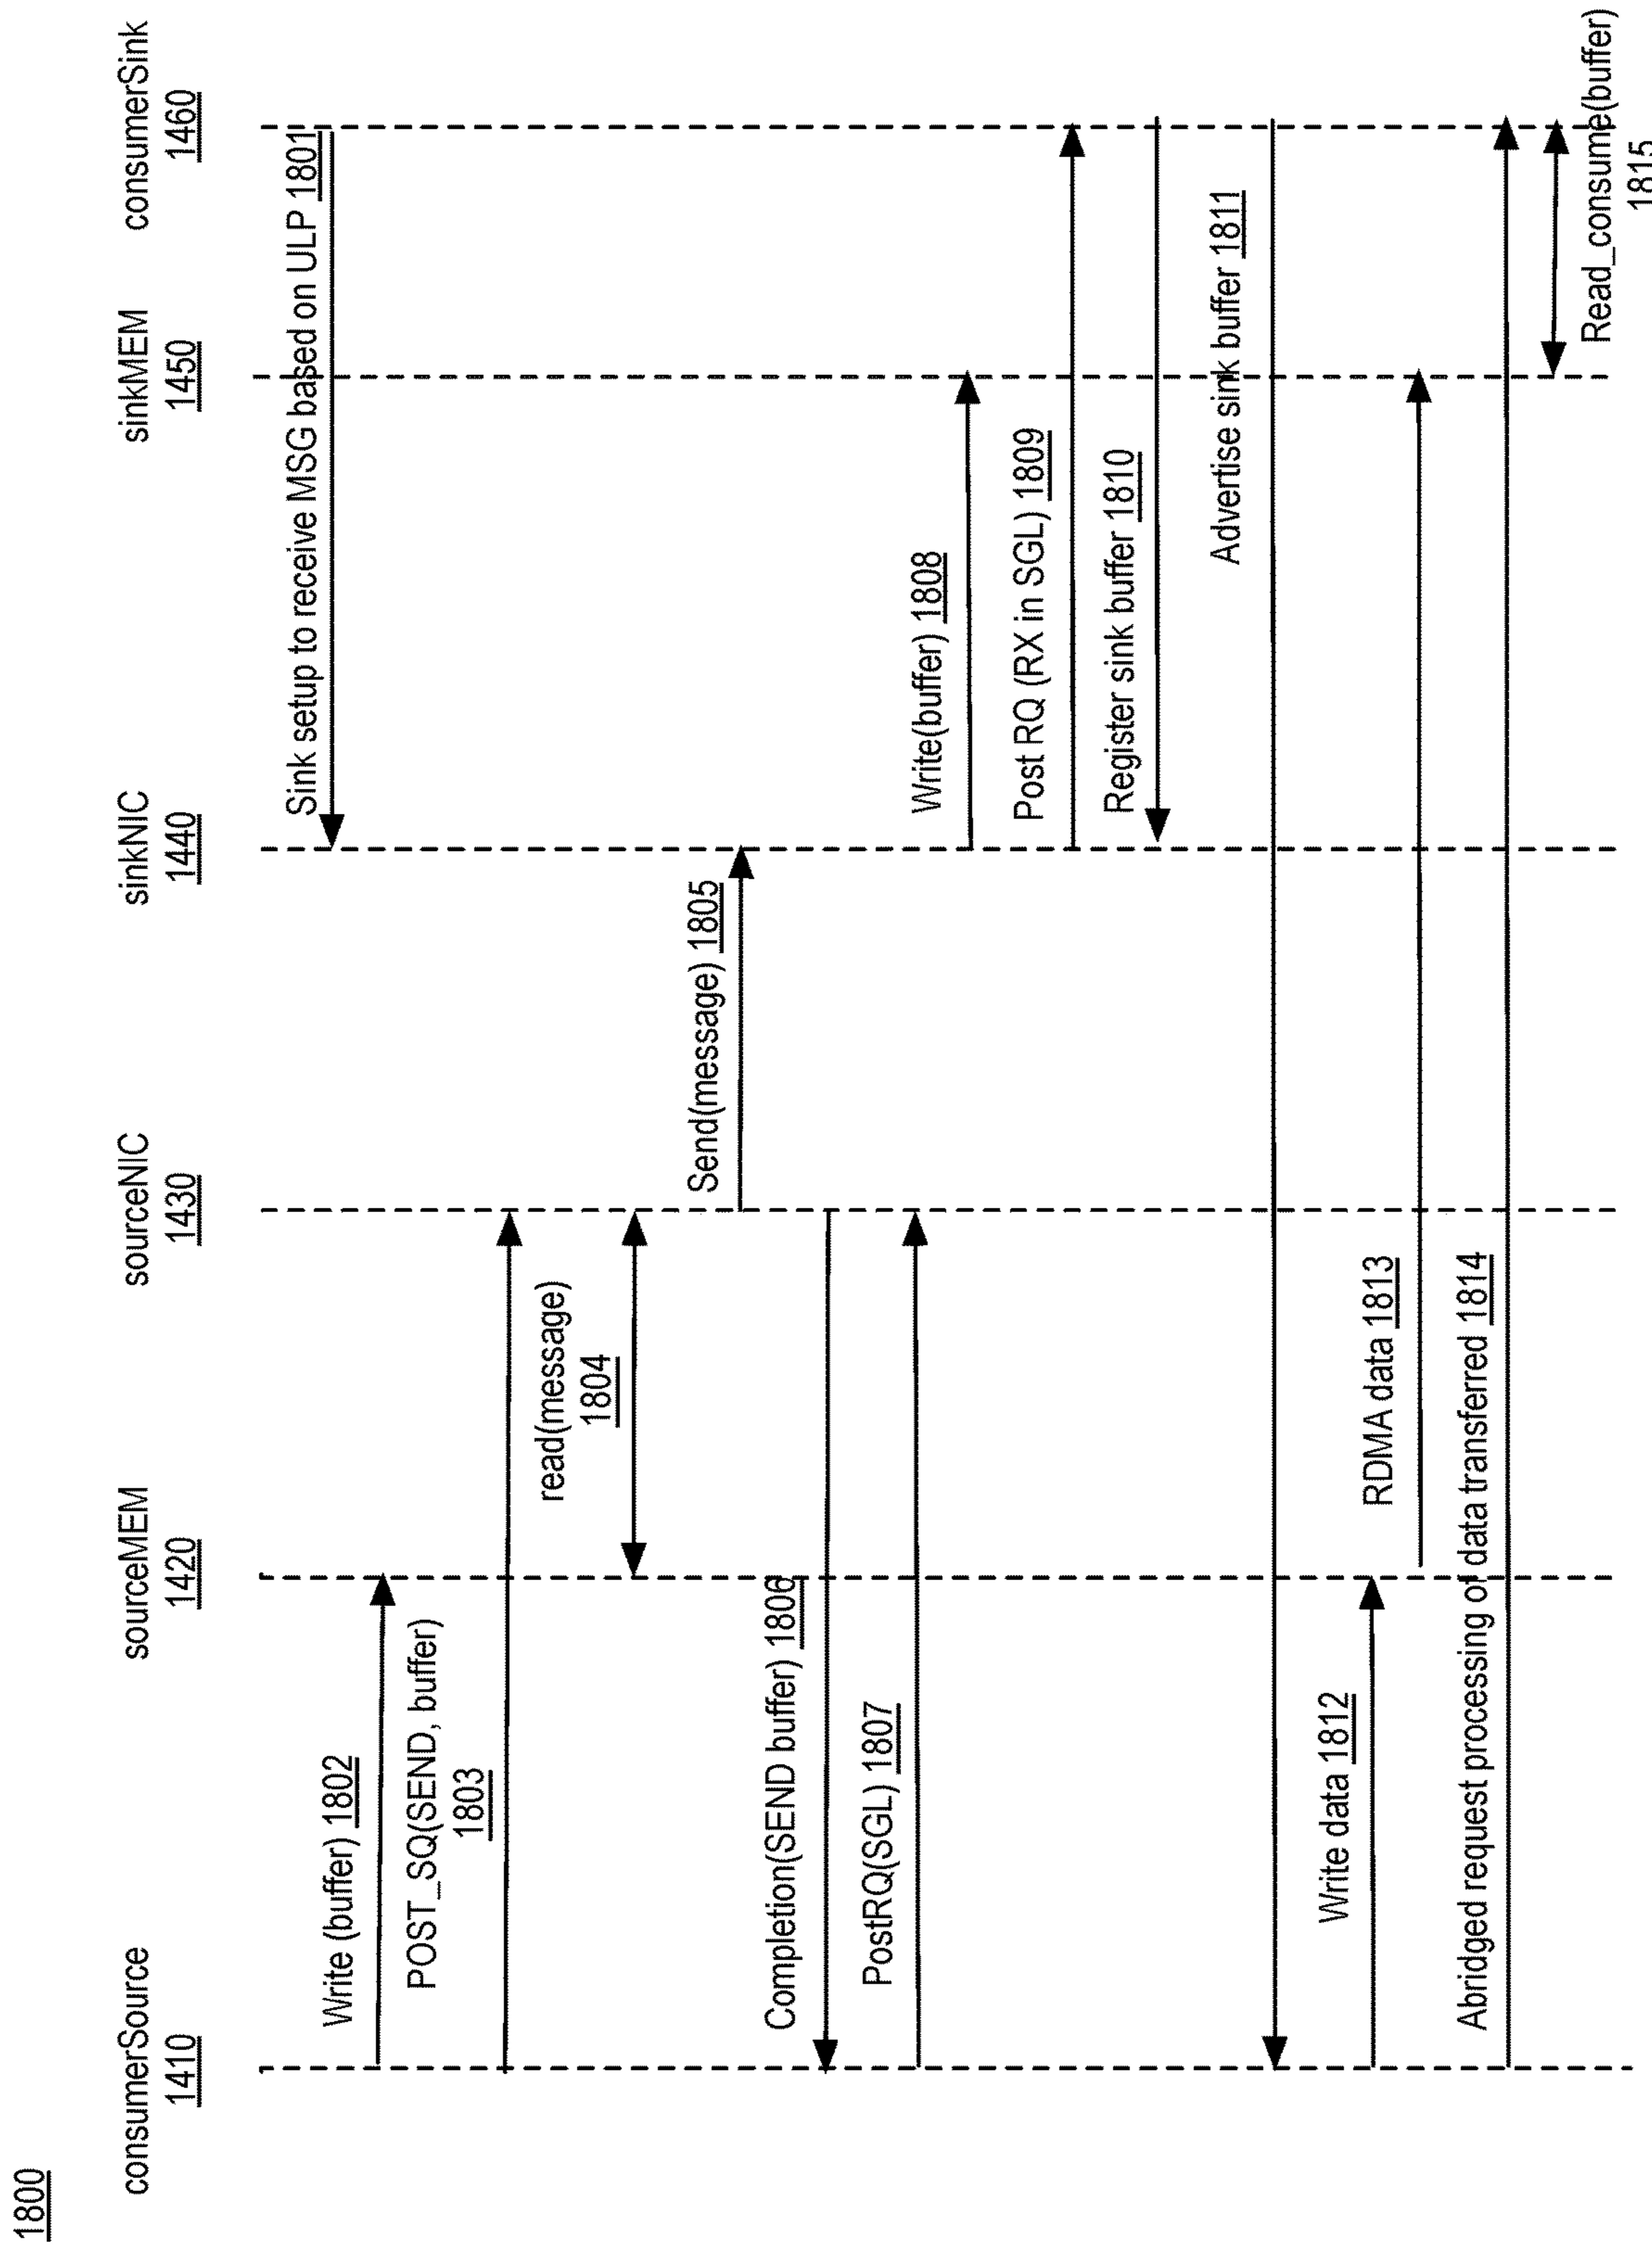 1800
consumerSource
1410
sourceMEM
1420
sourceNIC
1430
sinkNIC
1440
sinkMEM
1450
consumerSink
1460
Sink setup to receive MSG based on ULP 1801
Write (buffer) 1802
POST_SQ(SEND, buffer)
1803
read(message)
1804
Send(message) 1805
Completion(SEND buffer) 1806
PostRQ(SGL) 1807
Write(buffer) 1808
Post RQ (RX in SGL) 1809
Register sink buffer 1810
Advertise sink buffer 1811
Write data 1812
RDMA data 1813
Abridged request processing of data transferred 1814
Read_consume(buffer)
1815